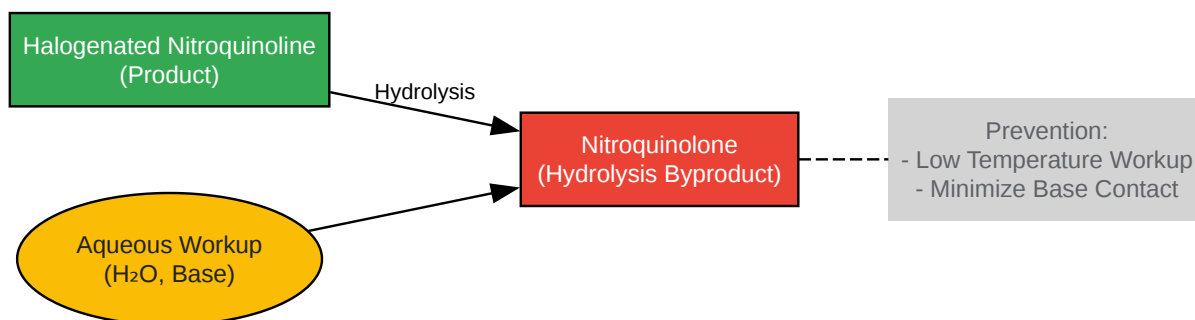 Halogenated Nitroquinoline
(Product)
Hydrolysis
Nitroquinolone
(Hydrolysis Byproduct)
Prevention:
- Low Temperature Workup
- Minimize Base Contact
Aqueous Workup
(H₂O, Base)